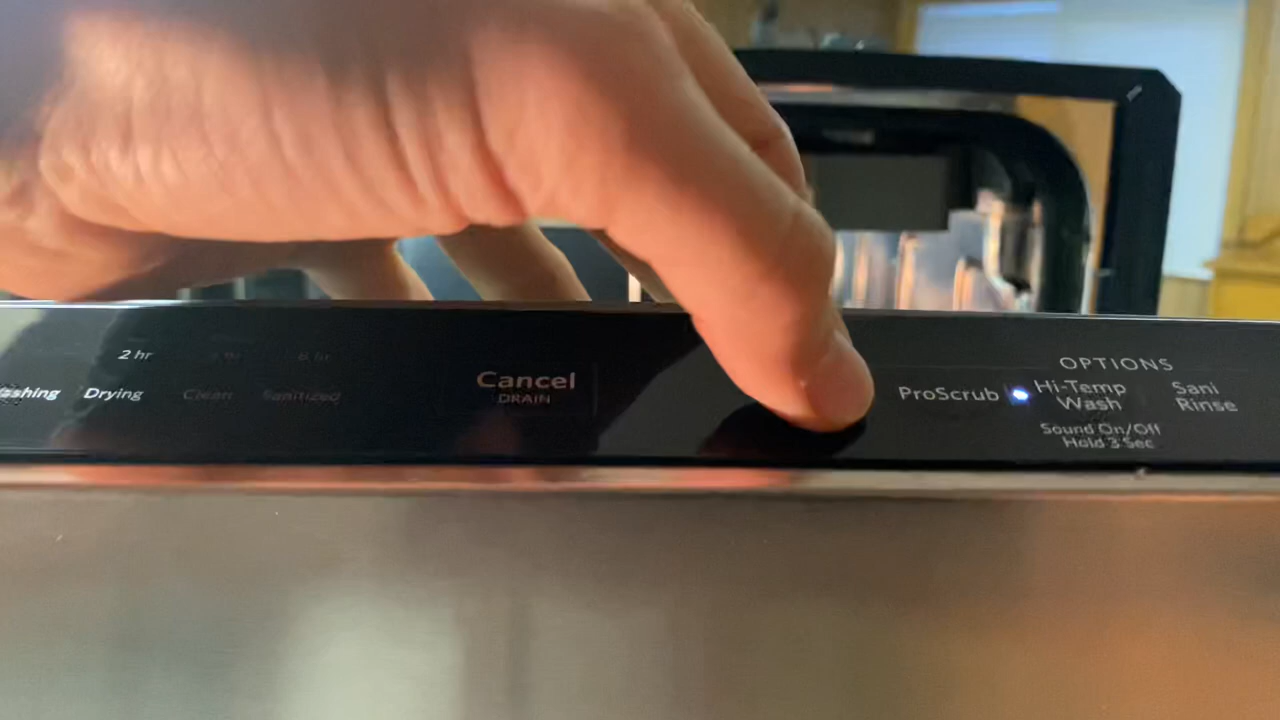 2 hr
Drying
Clean
Sanitized
Cancel
DRAIN
ProScrub
OPTIONS
Hi-Temp
Wash
Sani
Rinse
Sound On/Off
Hold 3 Sec